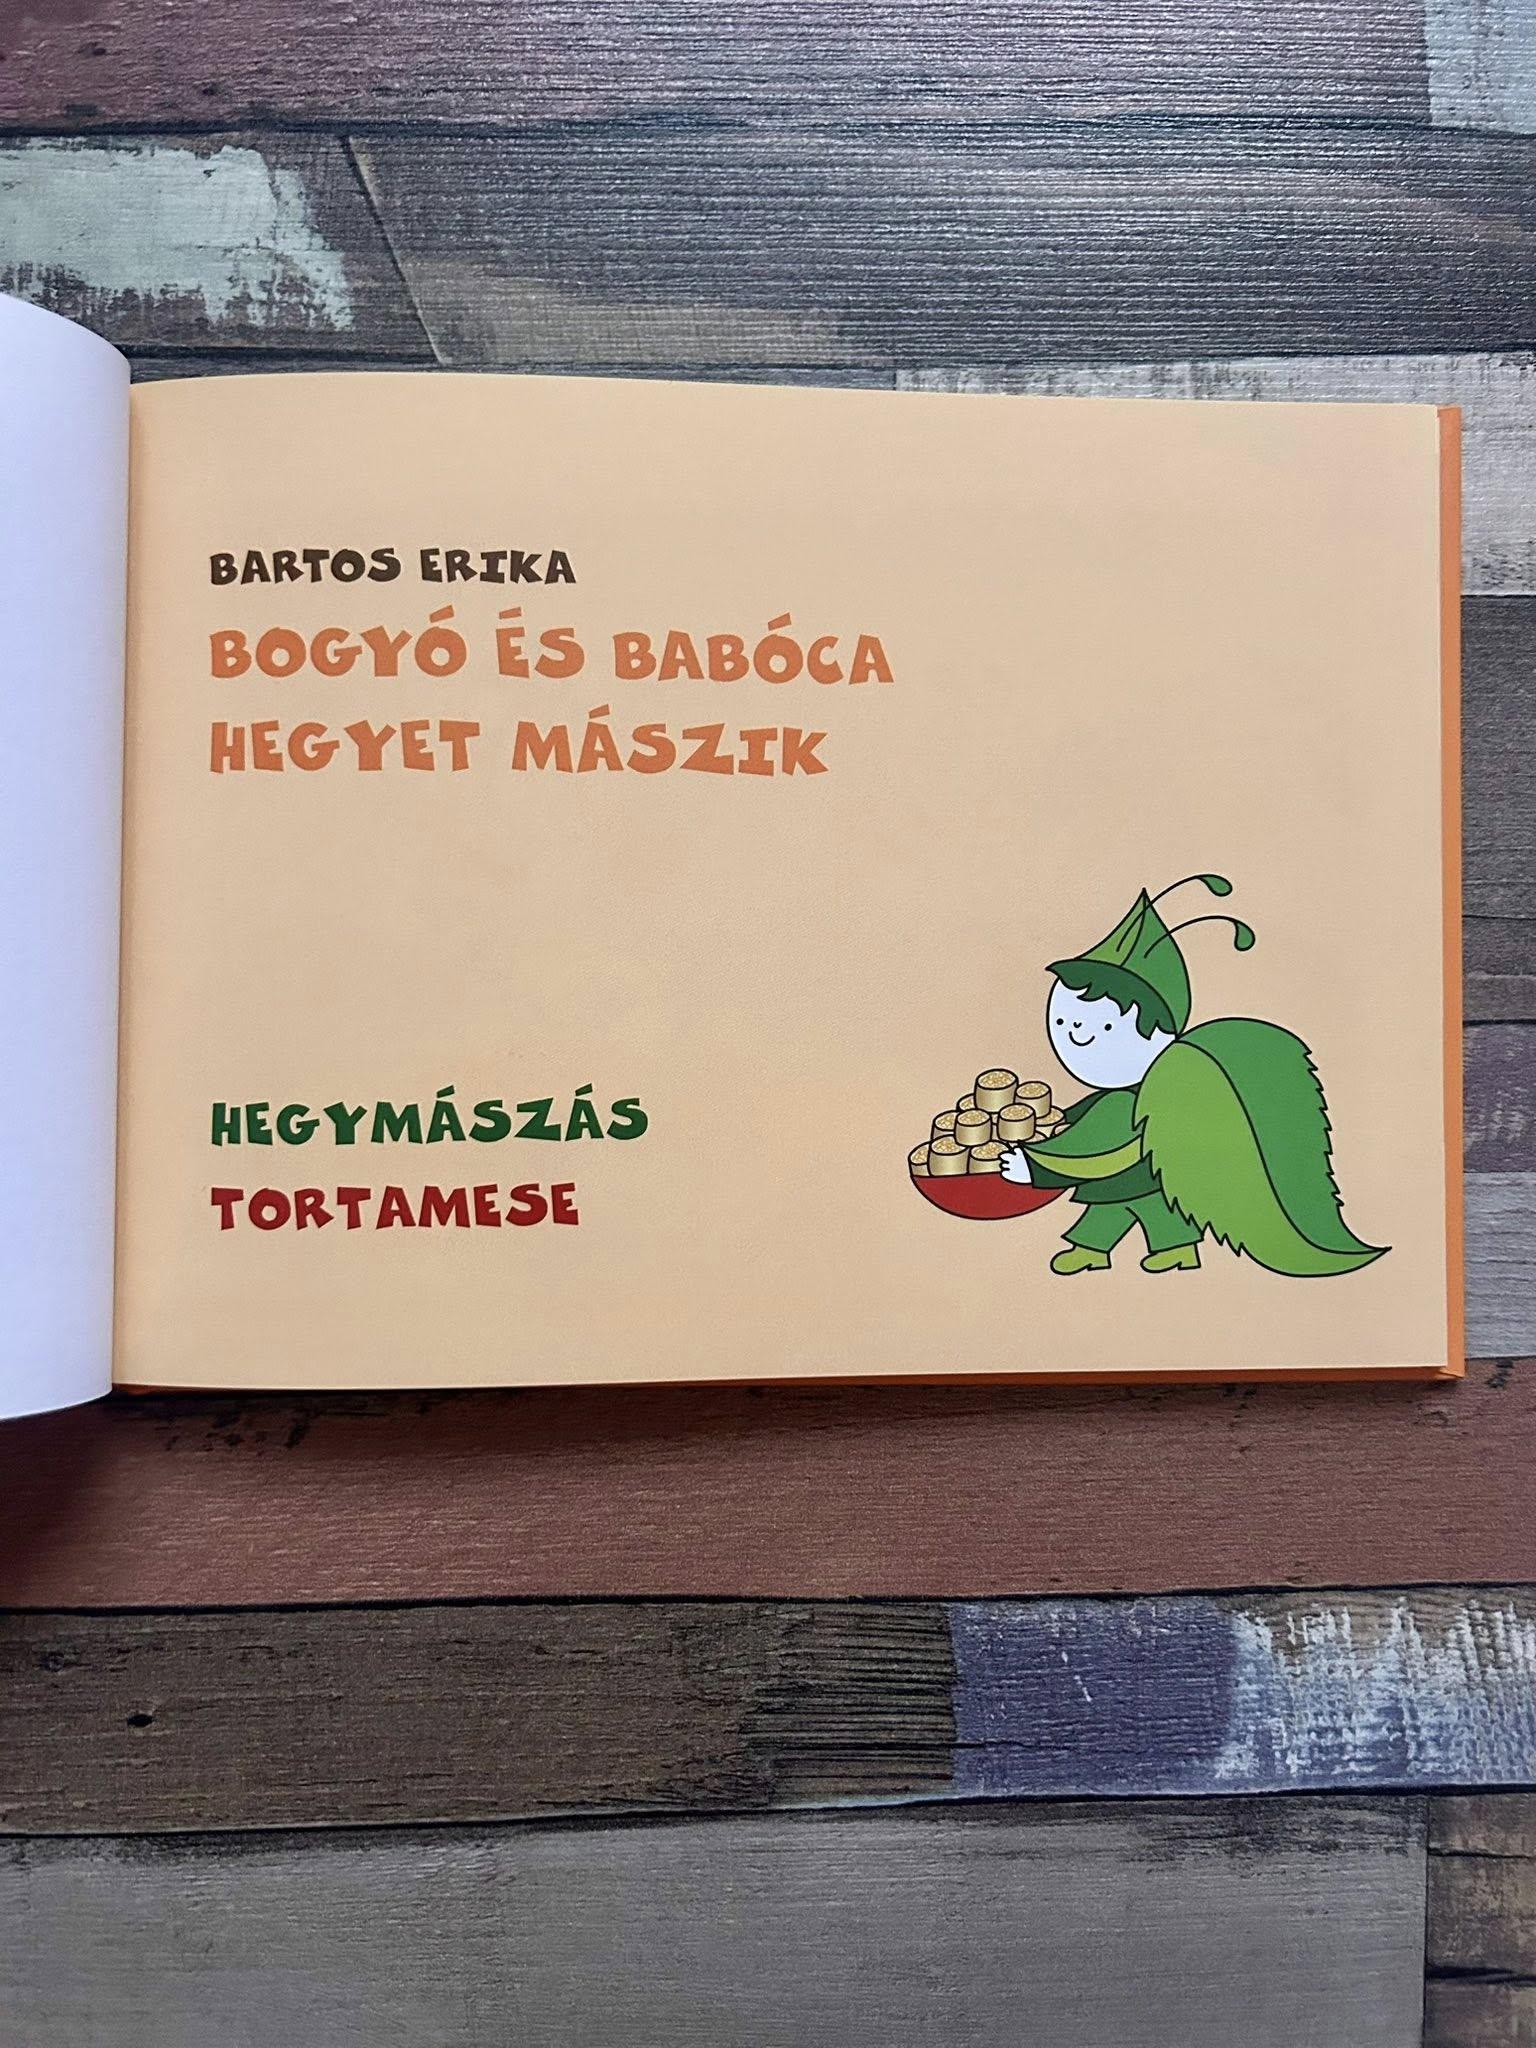 BARTOS ERIKA
BOGYÓ ÉS BABÓCA
HEGYET MÁSZIK
HEGYMÁSZÁS
TORTAMESE